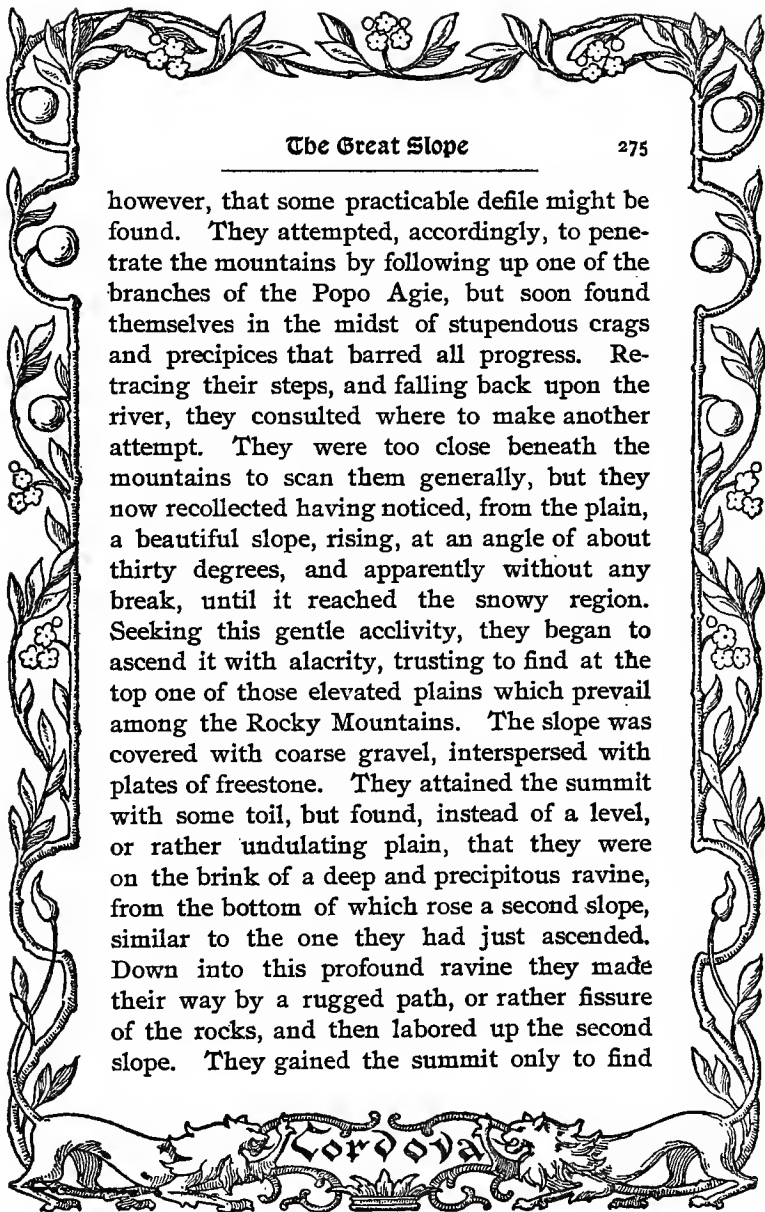 The Great Slope 275
however, that some practicable defile might be
found. They attempted, accordingly, to pene-
trate the mountains by following up one of the
branches of the Popo Agie, but soon found
themselves in the midst of stupendous crags
and precipices that barred all progress. Re-
tracing their steps, and falling back upon the
river, they consulted where to make another
attempt. They were too close beneath the
mountains to scan them generally, but they
now recollected having noticed, from the plain,
a beautiful slope, rising, at an angle of about
thirty degrees, and apparently without any
break, until it reached the snowy region.
Seeking this gentle acclivity, they began to
ascend it with alacrity, trusting to find at the
top one of those elevated plains which prevail
among the Rocky Mountains. The slope was
covered with coarse gravel, interspersed with
plates of freestone. They attained the summit
with some toil, but found, instead of a level,
or rather undulating plain, that they were
on the brink of a deep and precipitous ravine,
from the bottom of which rose a second slope,
similar to the one they had just ascended.
Down into this profound ravine they made
their way by a rugged path, or rather fissure
of the rocks, and then labored up the second
slope. They gained the summit only to find
Cordova